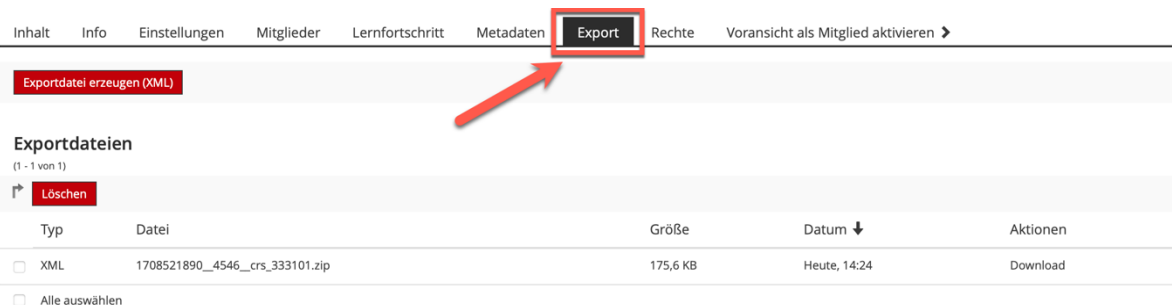 Inhalt Info Einstellungen Mitglieder Lernfortschritt Metadaten Export Rechte Voransicht als Mitglied aktivieren
Exportdatei erzeugen (XML)
Exportdateien
(1 - 1 von 1)
Löschen
Typ Datei Größe Datum Aktionen
XML 1708521890__4546__crs_333101.zip 175,6 KB Heute, 14:24 Download
Alle auswählen